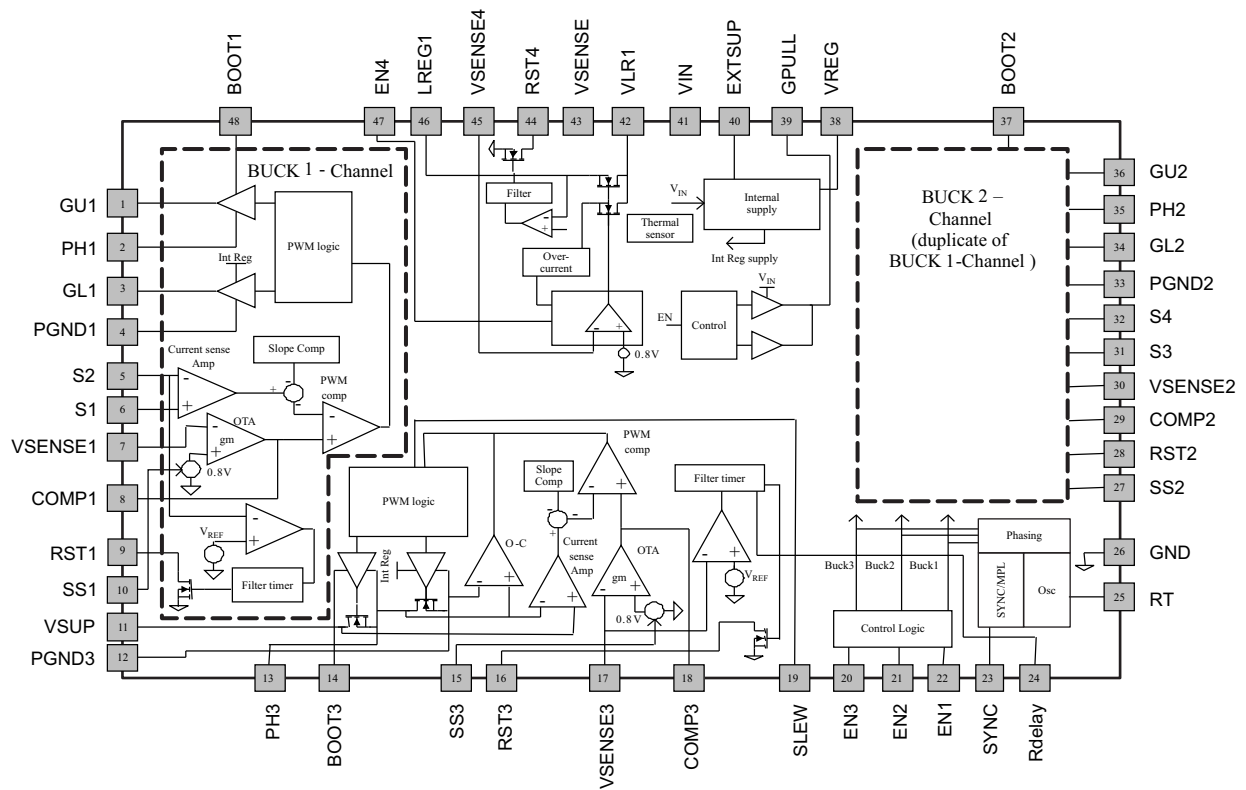 BOOT1
EN4
LREG1
VSENSE4
RST4
VSENSE
VLR1
VIN
EXTSUP
GPULL
VREG
BOOT2
48
47
46
45
44
43
42
41
40
39
38
37
GU1
PH1
GL1
PGND1
S2
S1
VSENSE1
COMP1
RST1
SS1
VSUP
PGND3
1
2
3
4
5
6
7
8
9
10
11
12
BUCK 1 - Channel
PWM logic
Int Reg
Current sense
Amp
Slope Comp
-
+
-
PWM
comp
-
+
-
+
OTA
-
gm
+
0.8V
-
+
VREF
Filter timer
Filter
-
+
Over-
current
-
+
0.8V
Thermal
sensor
VIN
Internal
supply
Int Reg supply
VIN
EN
Control
BUCK 2 –
Channel
(duplicate of
BUCK 1-Channel )
36
35
34
33
32
31
30
29
28
27
26
25
GU2
PH2
GL2
PGND2
S4
S3
VSENSE2
COMP2
RST2
SS2
GND
RT
PWM logic
Int Reg
O-C
-
+
Slope
Comp
-
-
+
Current
sense
Amp
-
+
PWM
comp
-
+
OTA
gm
-
+
0.8V
Filter timer
-
+
VREF
Buck3
Buck2
Buck1
Phasing
SYNC/MPL
Osc
Control Logic
13
14
15
16
17
18
19
20
21
22
23
24
PH3
BOOT3
SS3
RST3
VSENSE3
COMP3
SLEW
EN3
EN2
EN1
SYNC
Rdelay